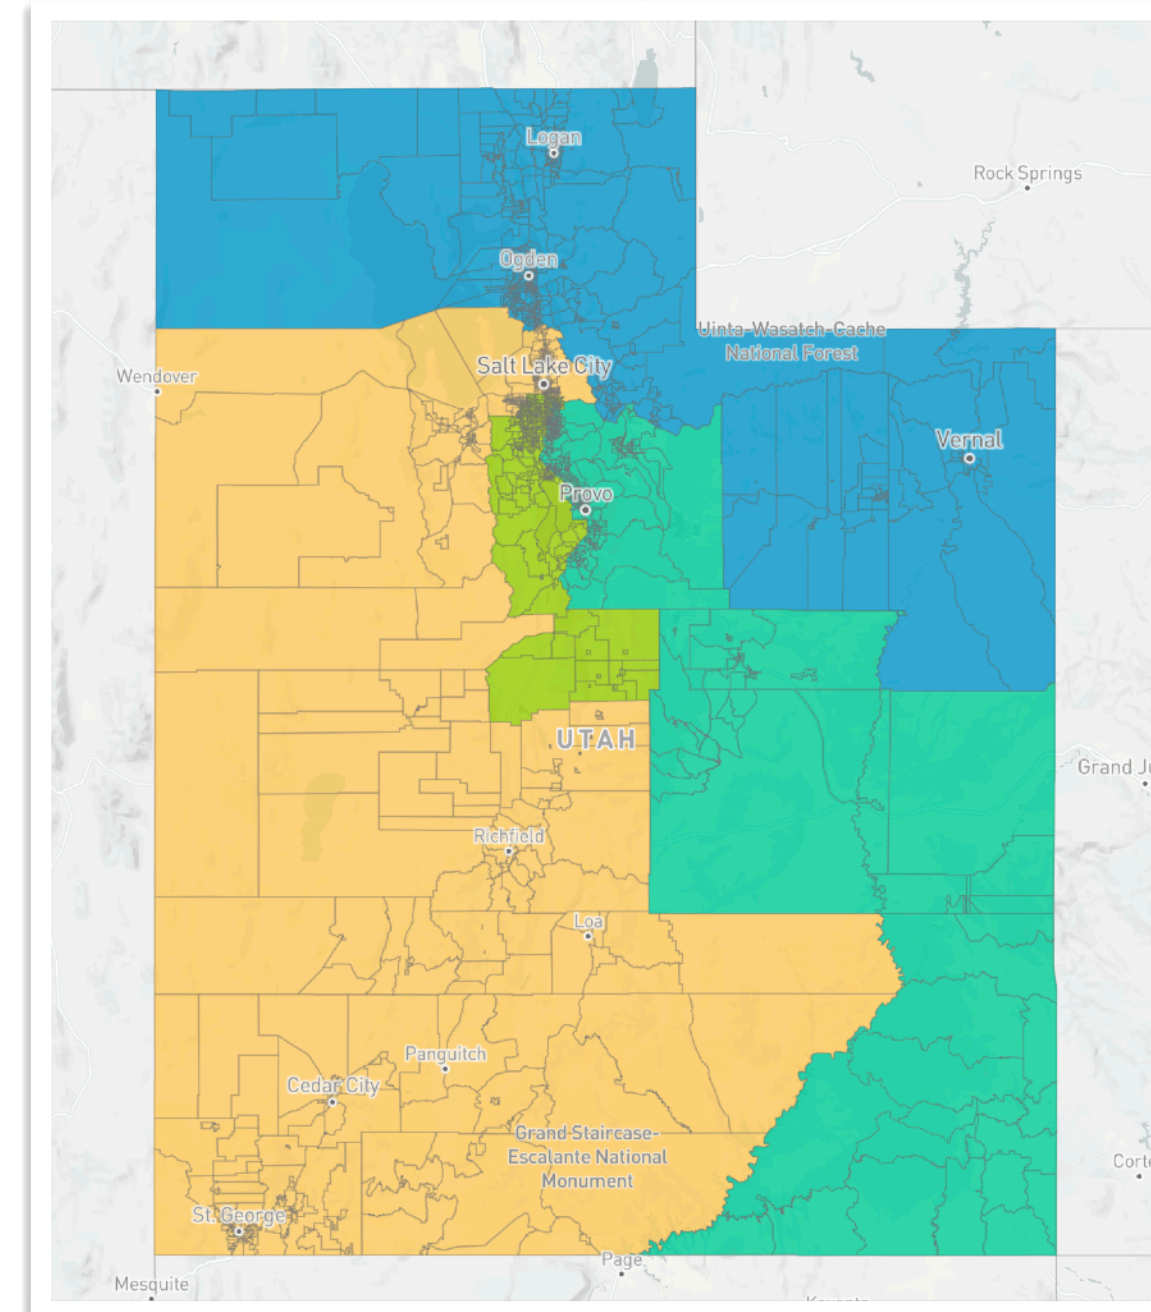 Logan
Rock Springs
Ogden
Uinta-Wasatch-Cache
National Forest
Salt Lake City
Wendover
Vernal
Provo
UTAH
Grand Ju
Richfield
Loa
Panguitch
Cedar City
Grand Staircase-
Escalante National
Monument
Corte
St. George
Page
Mesquite